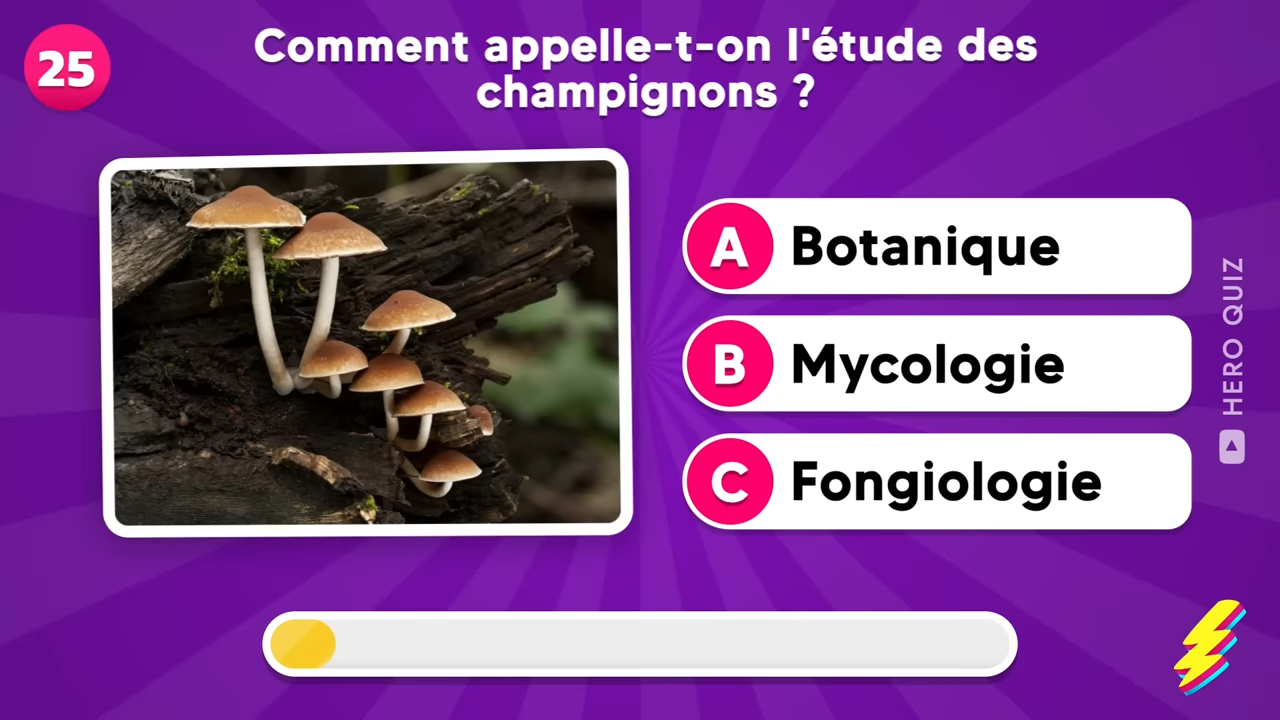 25
Comment appelle-t-on l'étude des
champignons ?
A Botanique
B Mycologie
C Fongiologie
HERO QUIZ